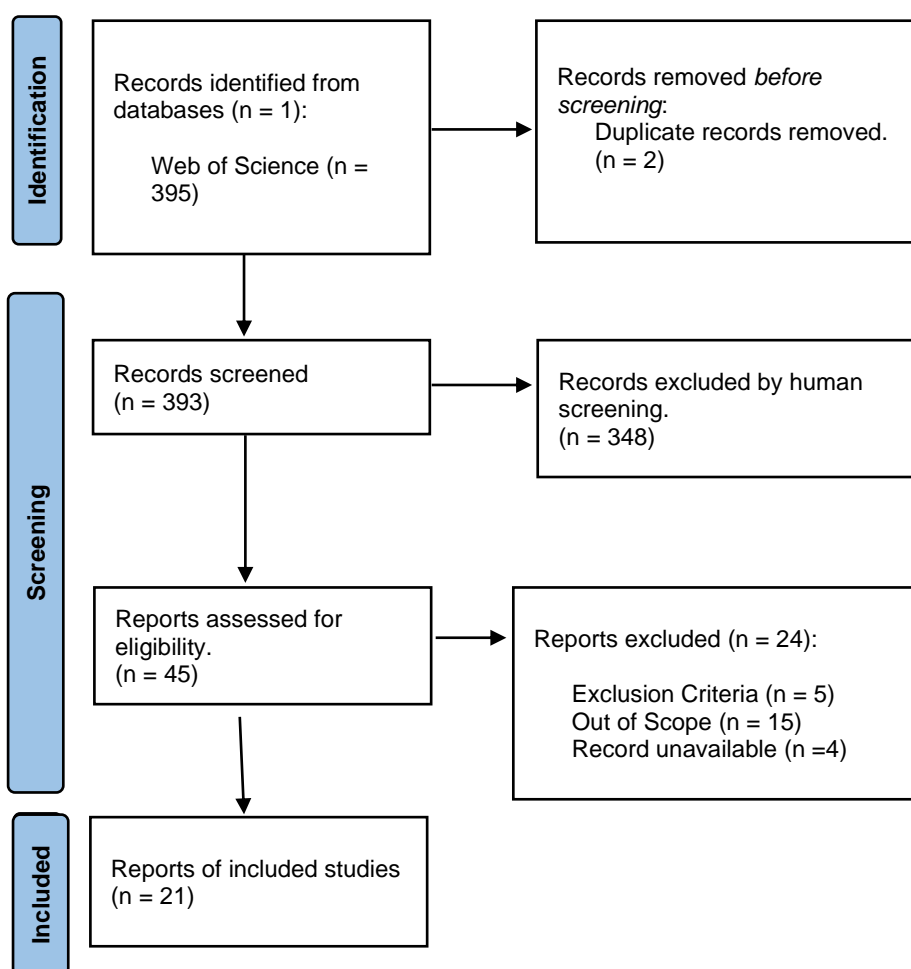 Identification
Records identified from
databases (n = 1):
Web of Science (n =
395)
Records removed before
screening:
Duplicate records removed.
(n = 2)
Screening
Records screened
(n = 393)
Records excluded by human
screening.
(n = 348)
Reports assessed for
eligibility.
(n = 45)
Reports excluded (n = 24):
Exclusion Criteria (n = 5)
Out of Scope (n = 15)
Record unavailable (n =4)
Included
Reports of included studies
(n = 21)